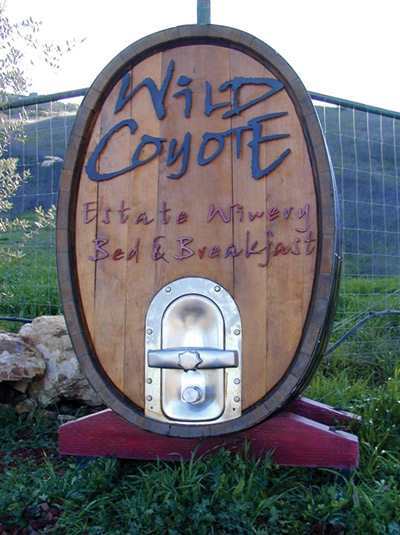 Wild
Coyote
Estate Winery
Bed & Breakfast